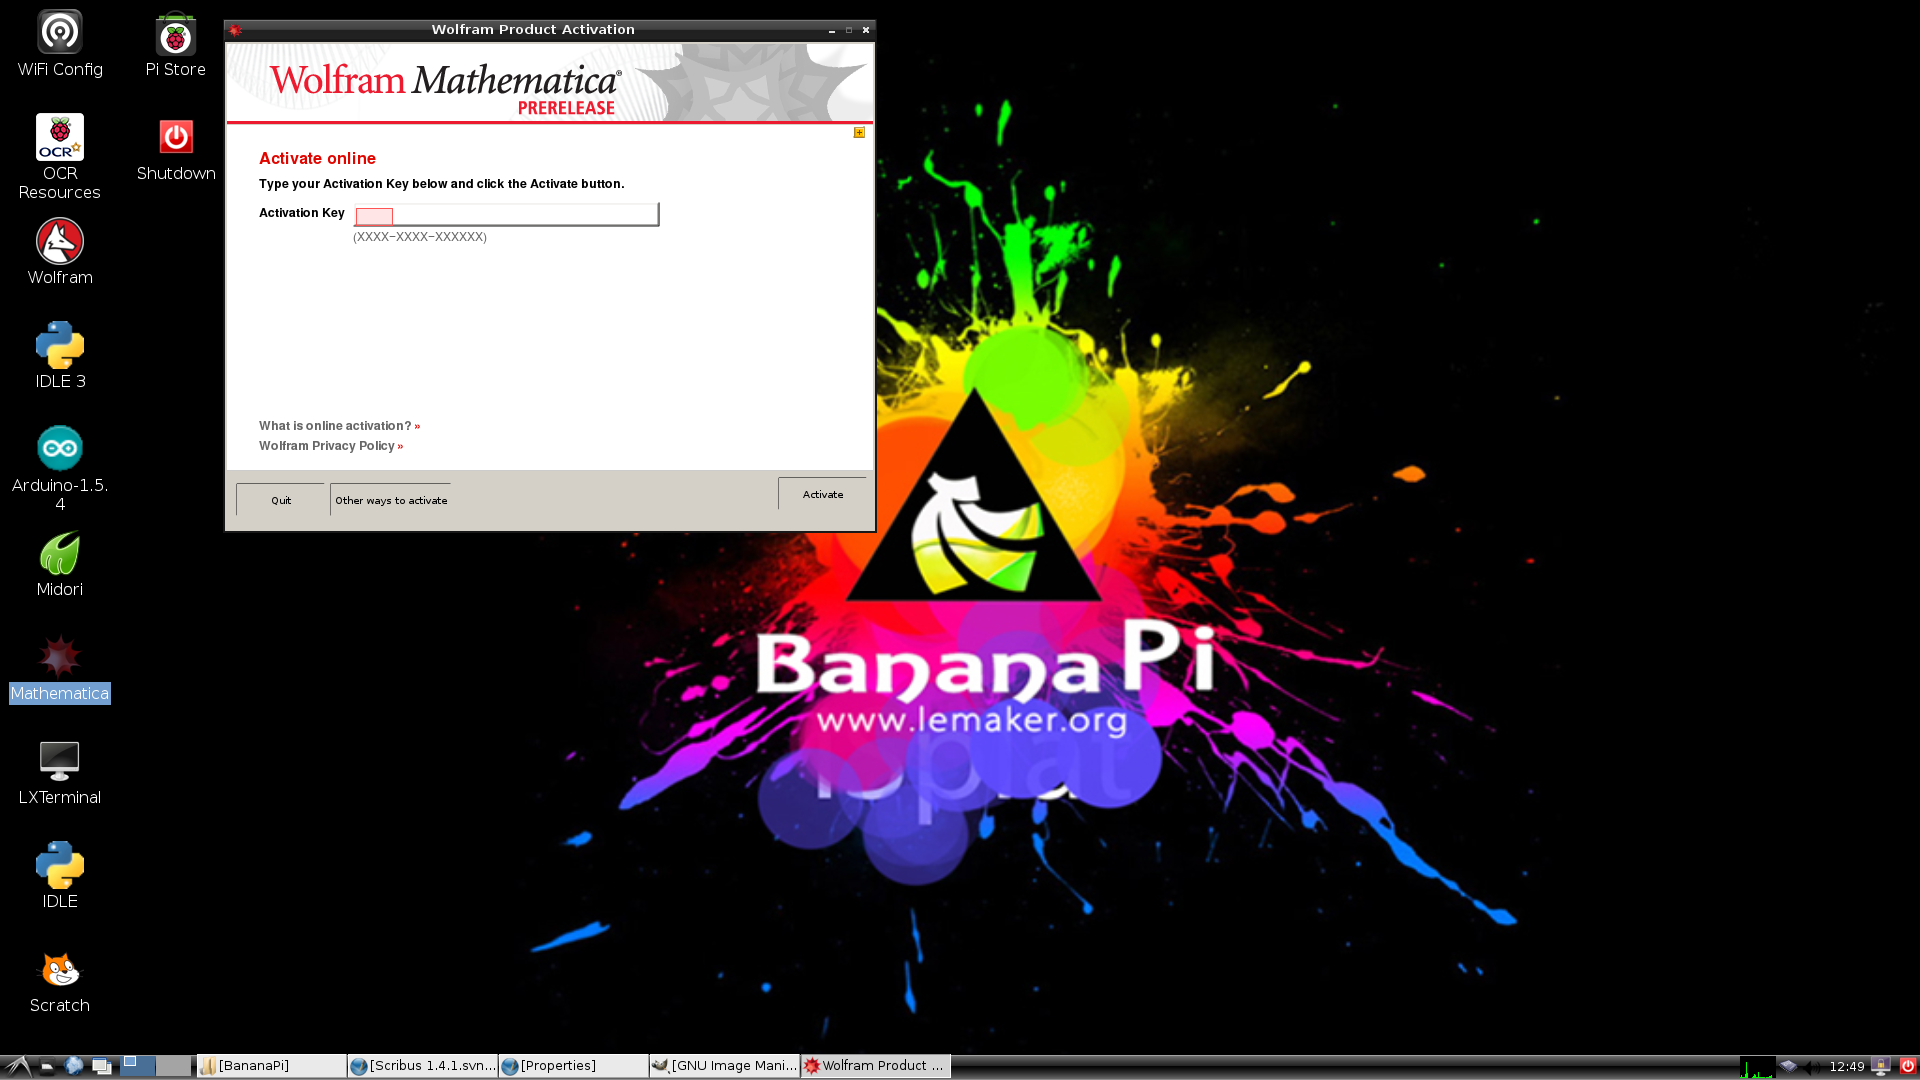 WiFi Config
Pi Store
OCR
OCR
Resources
Shutdown
Wolfram
IDLE 3
Arduino-1.5.
4
Midori
Mathematica
LXTerminal
IDLE
Scratch
Wolfram Product Activation
Wolfram Mathematica®
PRERELEASE
Activate online
Type your Activation Key below and click the Activate button.
Activation Key
(XXXX-XXXX-XXXXXX)
What is online activation? »
Wolfram Privacy Policy »
Quit
Other ways to activate
Activate
Banana Pi
www.lemaker.org
[BananaPi]
[Scribus 1.4.1.svn...
[Properties]
[GNU Image Mani...
Wolfram Product ...
12:49